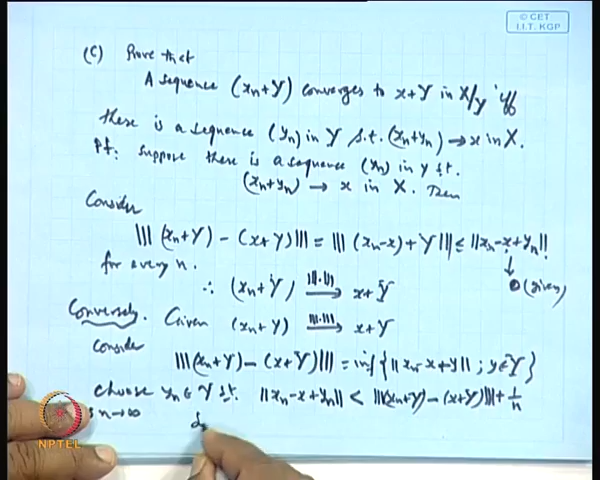 © CET
I.I.T. KGP
(C) Prove that
A sequence (xn+Y) converges to x+Y in X/Y iff
there is a sequence (yn) in Y s.t. (xn+yn) → x in X.
Pf: Suppose there is a sequence (yn) in Y s.t.
(xn+yn) → x in X. Then
Consider
|||(xn+Y) - (x+Y)||| = |||(xn-x)+Y||| ≤ ||xn-x+yn||
for every n. ↓
∴ (xn+Y) —|||.|||→ x+Y 0 (given)
Conversely. Given (xn+Y) —|||.|||→ x+Y
Consider
|||(xn+Y) - (x+Y)||| = inf{||xn-x+y|| ; y∈Y}
Choose yn ∈ Y s.t. ||xn-x+yn|| < |||(xn+Y) - (x+Y)||| + 1/n
n→∞
NPTEL